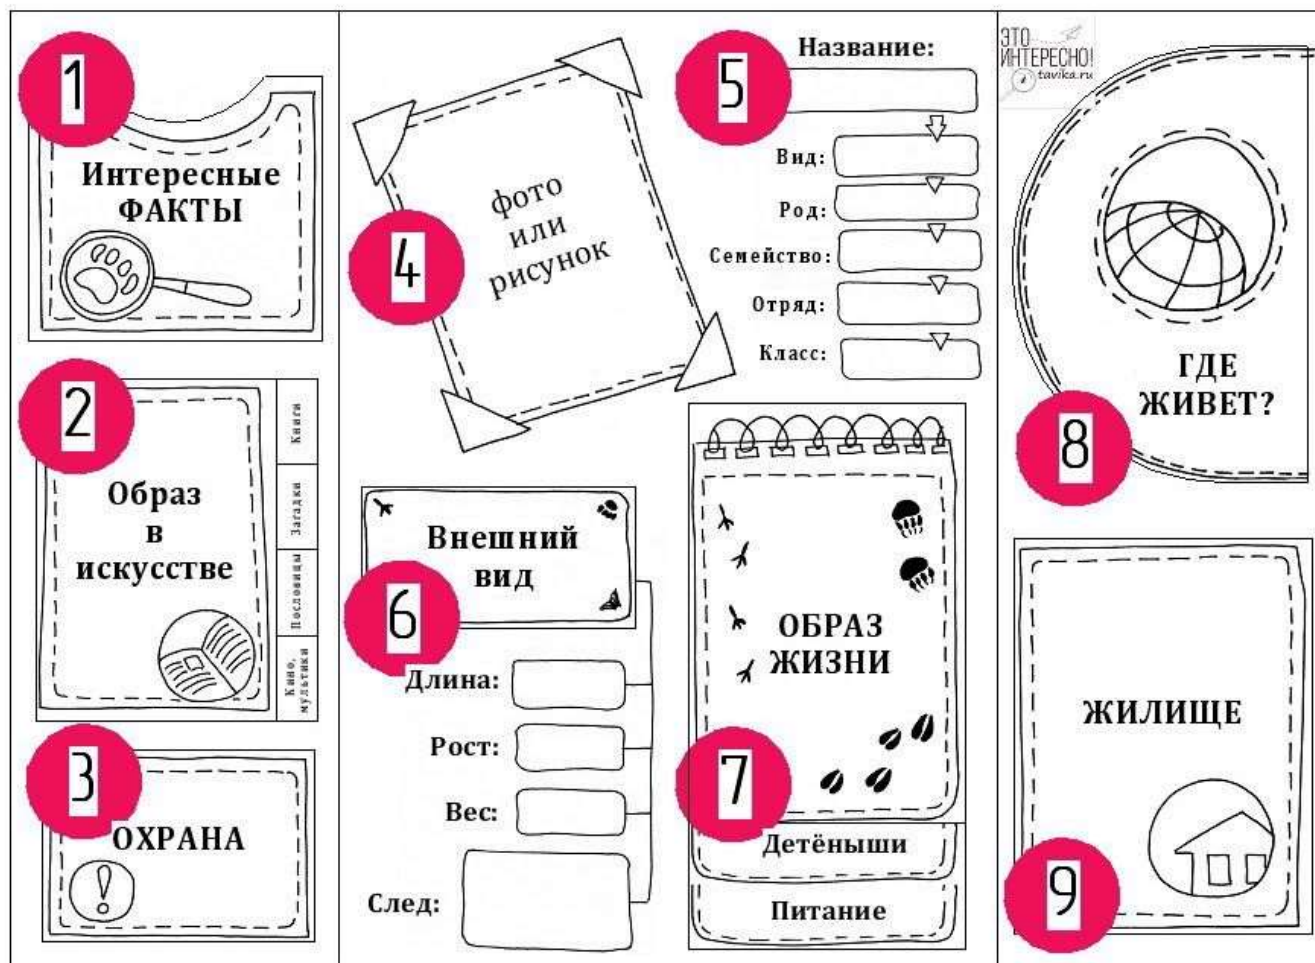 1
Интересные
ФАКТЫ
2
Образ
в
искусстве
Книги
Загадки
Пословицы
Кино,
мультики
3
ОХРАНА
4
фото
или
рисунок
5
Название:
Вид:
Род:
Семейство:
Отряд:
Класс:
6
Внешний
вид
Длина:
Рост:
Вес:
След:
7
ОБРАЗ
ЖИЗНИ
Детёныши
Питание
ЭТО
ИНТЕРЕСНО!
tavika.ru
8
ГДЕ
ЖИВЕТ?
9
ЖИЛИЩЕ